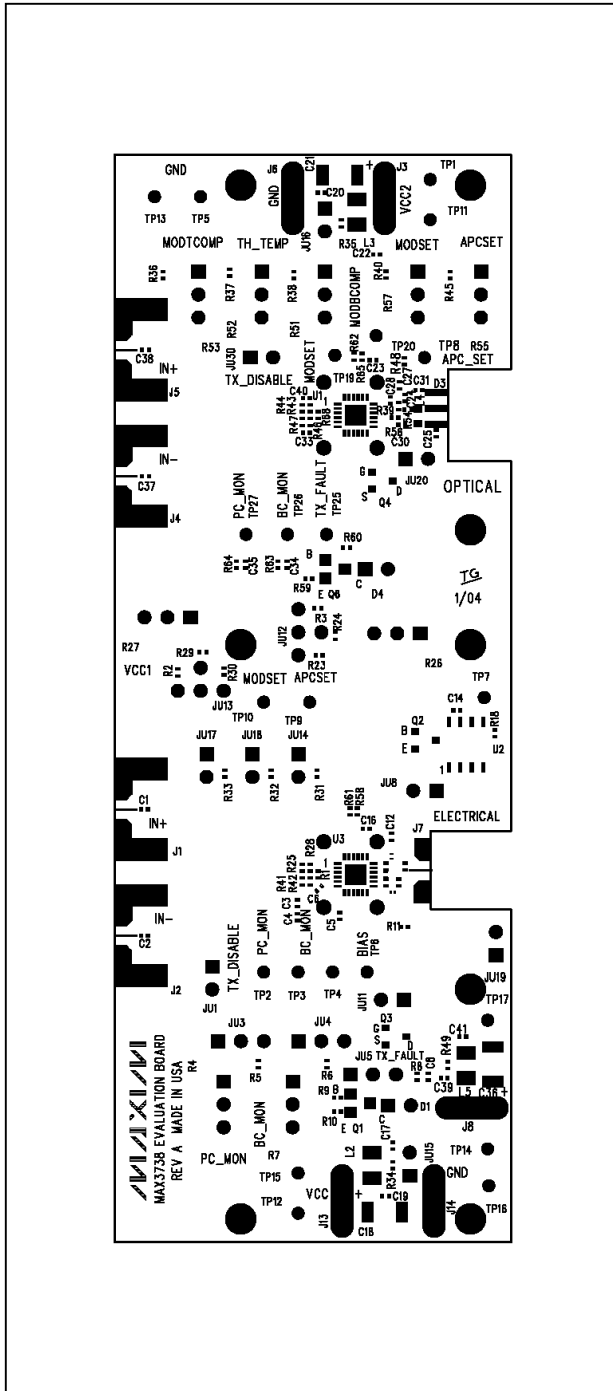 GND
J6
GND
C21
+
J3
VCC2
TP1
C20
TP13
TP5
TP11
JU16
R35
L3
MODTCOMP
TH_TEMP
MODSET
APCSET
C22
R36
R37
R38
MODBCOMP
R40
R57
R45
R52
R51
R53
JU3D
TX_DISABLE
MODSET
R62
TP20
TP8
R55
APC_SET
C38
IN+
J5
TP19
R65
C23
R48
C27
U1
C40
R44
R43
R47
C33
R46
R68
1
C28
R39
C31
D3
C30
C25
IN-
C37
J4
G
S
D
Q4
JU20
OPTICAL
PC_MON
TP27
BC_MON
TP26
TX_FAULT
TP25
R60
B
R64
C35
R63
C34
R59
E
Q6
C
D4
TG
1/04
R3
R24
JU12
R23
R27
R29
VCC1
R2
R30
R26
MODSET
APCSET
JU13
TP10
TP9
TP7
C14
R18
Q2
B
E
U2
1
JU17
JU18
JU14
R33
R32
R31
JU8
ELECTRICAL
C1
IN+
J1
R61
R58
C16
C12
J7
U3
R28
R25
R41
R42
1
R1
C6
C3
C4
C5
IN-
C2
J2
R11
TX_DISABLE
PC_MON
BC_MON
BIAS
TP6
JU1
TP2
TP3
TP4
JU11
JU19
TP17
JU3
JU4
G
Q3
S
D
C41
R49
R4
R5
R6
JU5
TX_FAULT
R8
C8
C39
L5
C36
+
R9
B
R10
E
Q1
C
D1
J8
PC_MON
BC_MON
R7
L2
C17
JU15
TP14
TP15
R34
GND
VCC
+
C19
TP12
J13
C18
J14
TP16
MAXIM
MAX3738 EVALUATION BOARD
REV A MADE IN USA